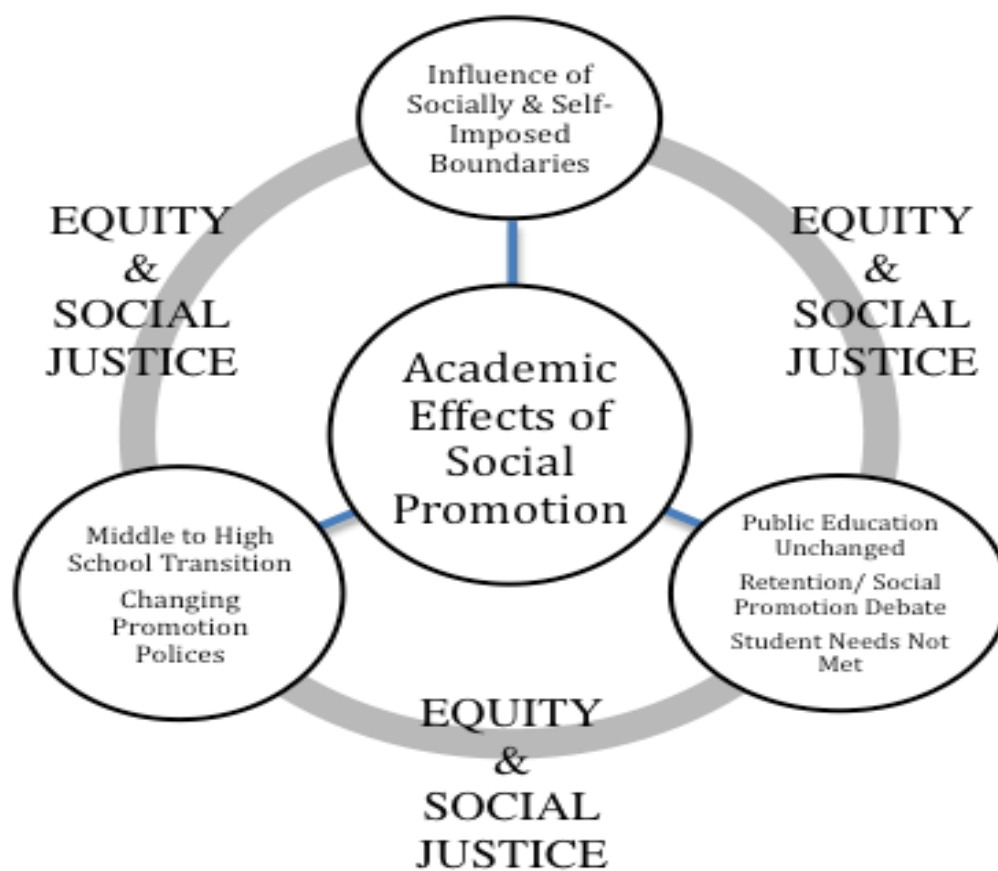 Influence of
Socially & Self-
Imposed
Boundaries
EQUITY
&
SOCIAL
JUSTICE
EQUITY
&
SOCIAL
JUSTICE
Academic
Effects of
Social
Promotion
Middle to High
School Transition
Changing
Promotion
Polices
Public Education
Unchanged
Retention/ Social
Promotion Debate
Student Needs Not
Met
EQUITY
&
SOCIAL
JUSTICE